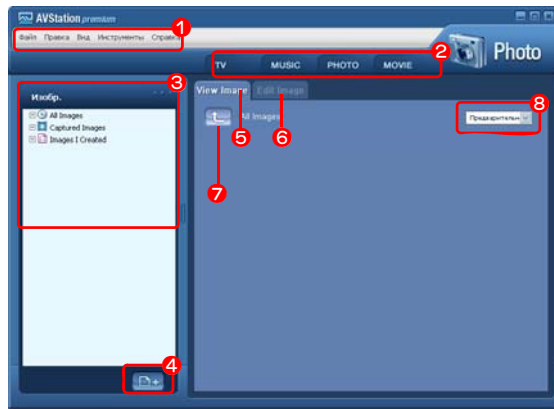 AVStation premium
1
Файл Правка Вид Инструменты Справка
2
TV MUSIC PHOTO MOVIE
Photo
3
Изобр.
All Images
Captured Images
Images I Created
4
View Image Edit Image
5
6
All Images
7
8
Предварительн